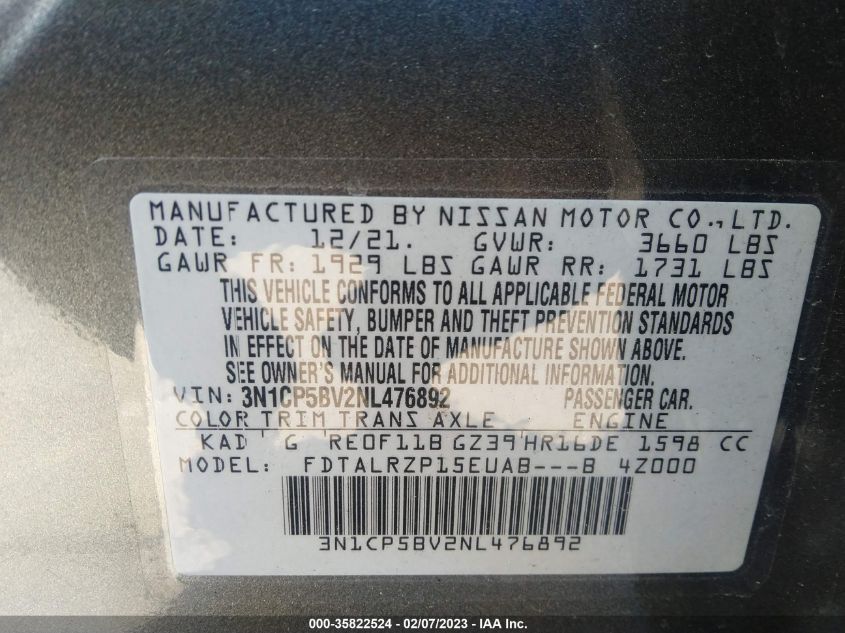 MANUFACTURED BY NISSAN MOTOR CO., LTD.
DATE: 12/21. GVWR: 3660 LBS
GAWR FR: 1929 LBS GAWR RR: 1731 LBS
THIS VEHICLE CONFORMS TO ALL APPLICABLE FEDERAL MOTOR
VEHICLE SAFETY, BUMPER AND THEFT PREVENTION STANDARDS
IN EFFECT ON THE DATE OF MANUFACTURE SHOWN ABOVE.
SEE OWNER'S MANUAL FOR ADDITIONAL INFORMATION.
VIN: 3N1CP5BV2NL476892 PASSENGER CAR.
COLOR TRIM TRANS AXLE ENGINE
KAD ' G 'RE0F11B GZ39'HR16DE 1598 CC
MODEL: FDTALRZP15EUAB---B 4Z000
3N1CP5BV2NL476892
000-35822524 — 02/07/2023 — IAA Inc.